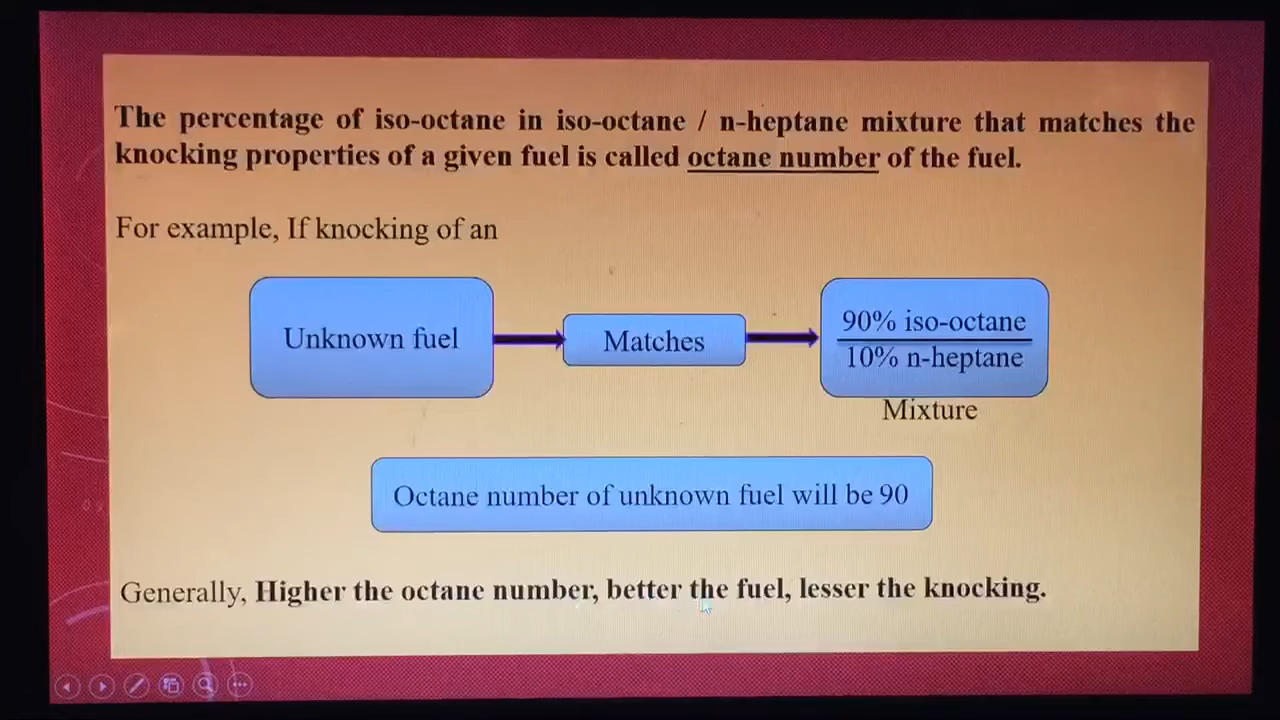 The percentage of iso-octane in iso-octane / n-heptane mixture that matches the
knocking properties of a given fuel is called octane number of the fuel.
For example, If knocking of an
Unknown fuel
Matches
90% iso-octane
10% n-heptane
Mixture
Octane number of unknown fuel will be 90
Generally, Higher the octane number, better the fuel, lesser the knocking.